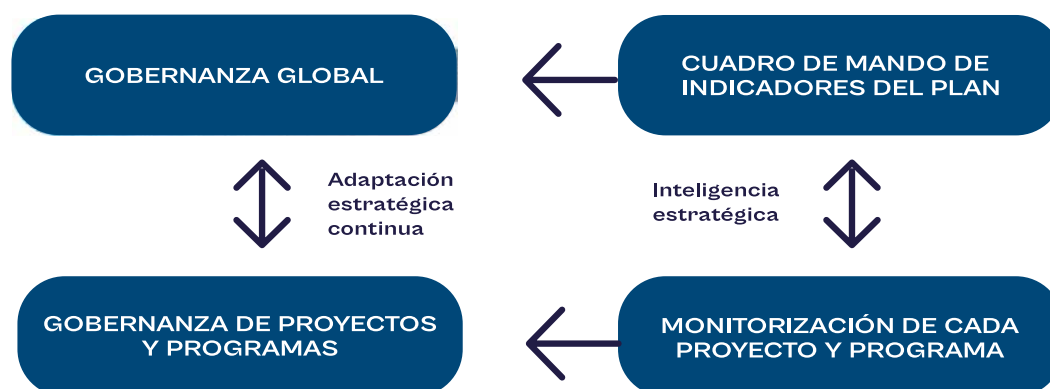 GOBERNANZA GLOBAL
CUADRO DE MANDO DE
INDICADORES DEL PLAN
Adaptación
estratégica
continua
Inteligencia
estratégica
GOBERNANZA DE PROYECTOS
Y PROGRAMAS
MONITORIZACIÓN DE CADA
PROYECTO Y PROGRAMA